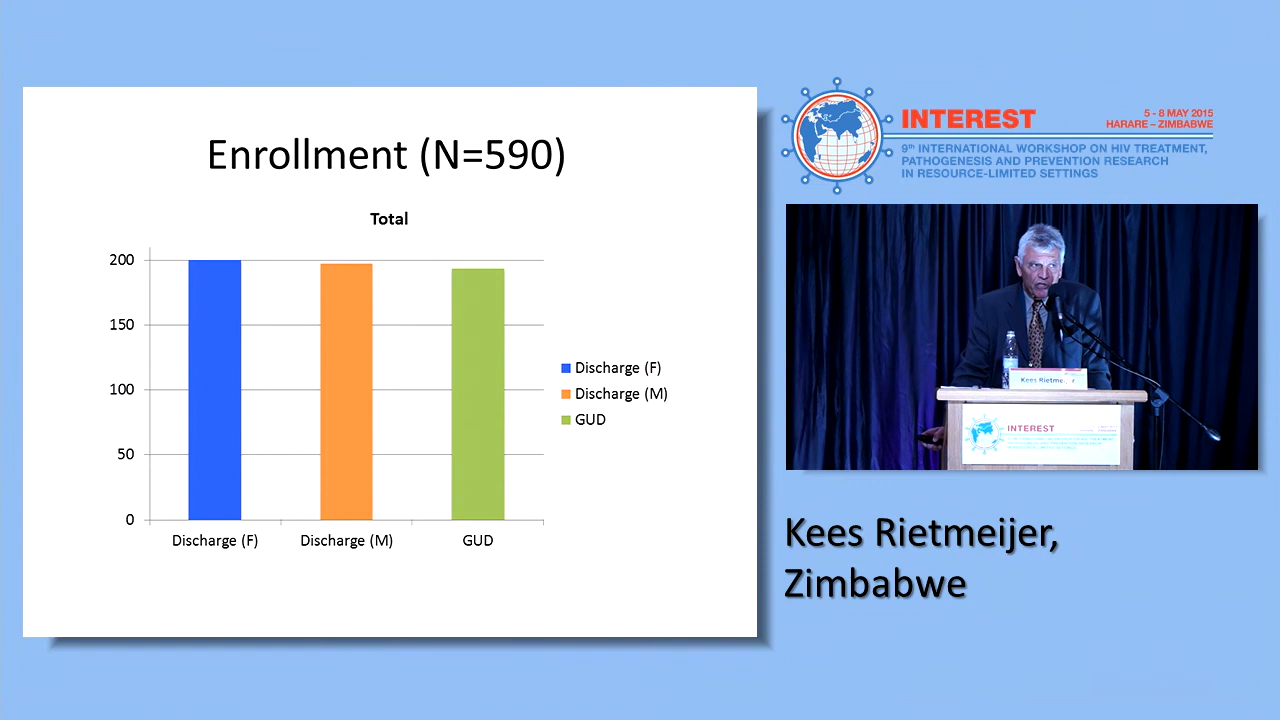 Enrollment (N=590)
Total
200
150
100
50
0
Discharge (F)
Discharge (M)
GUD
Discharge (F)
Discharge (M)
GUD
INTEREST
5 - 8 MAY 2015
HARARE – ZIMBABWE
9th INTERNATIONAL WORKSHOP ON HIV TREATMENT,
PATHOGENESIS AND PREVENTION RESEARCH
IN RESOURCE-LIMITED SETTINGS
Kees
INTEREST
Kees Rietmeijer,
Zimbabwe